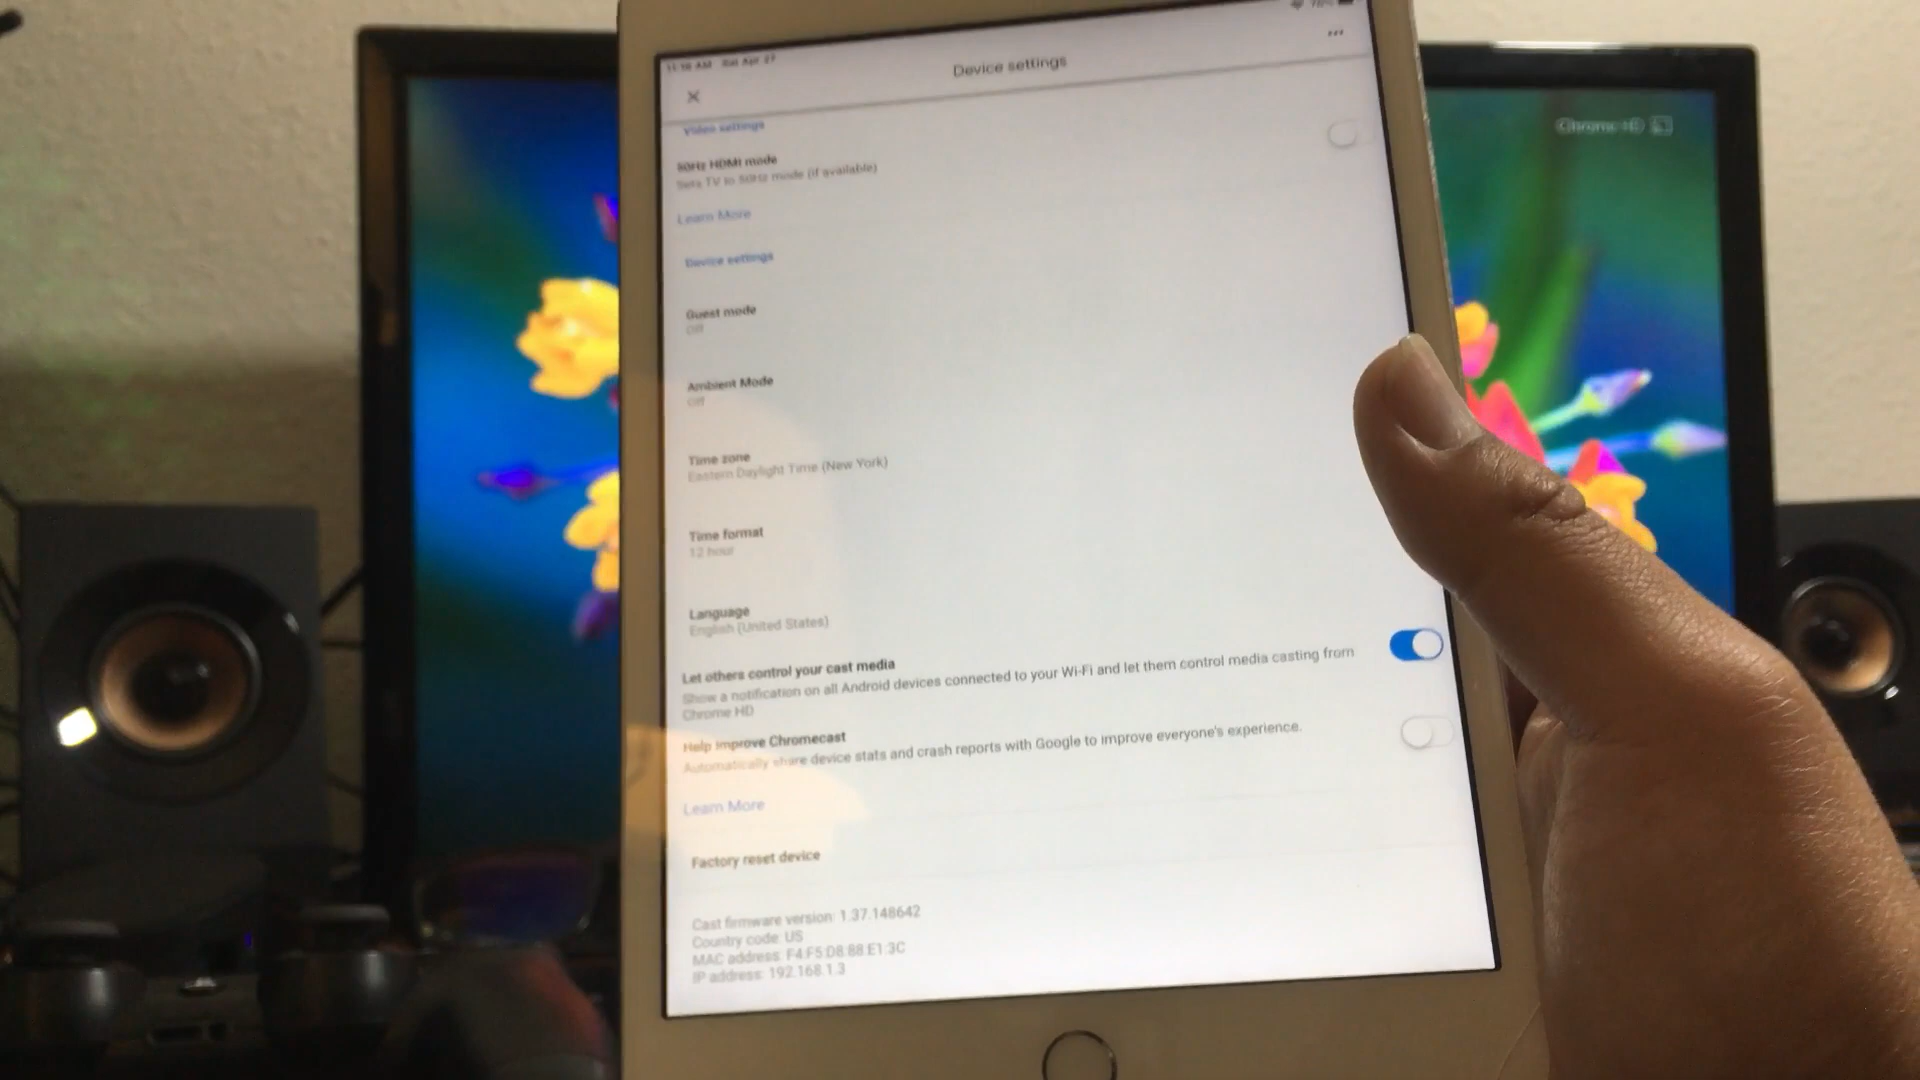 11:18 AM Sat Apr 27
78%
Device settings
Video settings
50Hz HDMI mode
Sets TV to 50Hz mode (if available)
Learn More
Device settings
Guest mode
Off
Ambient Mode
Off
Time zone
Eastern Daylight Time (New York)
Time format
12 hour
Language
English (United States)
Let others control your cast media
Show a notification on all Android devices connected to your Wi-Fi and let them control media casting from
Chrome HD
Help improve Chromecast
Automatically share device stats and crash reports with Google to improve everyone's experience.
Learn More
Factory reset device
Cast firmware version: 1.37.148642
Country code: US
MAC address: F4:F5:D8:88:E1:3C
IP address: 192.168.1.3
Chrome HD